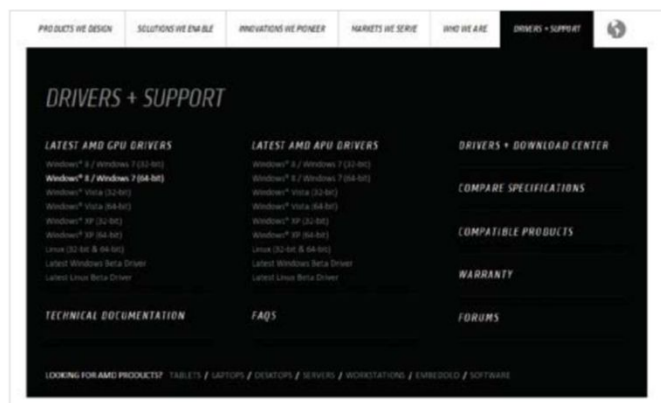 PRODUCTS WE DESIGN SOLUTIONS WE ENABLE INNOVATIONS WE PIONEER MARKETS WE SERVE WHO WE ARE DRIVERS + SUPPORT
DRIVERS + SUPPORT
LATEST AMD GPU DRIVERS
Windows® 8 / Windows 7 (32-bit)
Windows® 8 / Windows 7 (64-bit)
Windows® Vista (32-bit)
Windows® Vista (64-bit)
Windows® XP (32-bit)
Windows® XP (64-bit)
Linux (32-bit & 64-bit)
Latest Windows Beta Driver
Latest Linux Beta Driver
TECHNICAL DOCUMENTATION
LATEST AMD APU DRIVERS
Windows® 8 / Windows 7 (32-bit)
Windows® 8 / Windows 7 (64-bit)
Windows® Vista (32-bit)
Windows® Vista (64-bit)
Windows® XP (32-bit)
Windows® XP (64-bit)
Linux (32-bit & 64-bit)
Latest Windows Beta Driver
Latest Linux Beta Driver
FAQS
DRIVERS + DOWNLOAD CENTER
COMPARE SPECIFICATIONS
COMPATIBLE PRODUCTS
WARRANTY
FORUMS
LOOKING FOR AMD PRODUCTS? TABLETS / LAPTOPS / DESKTOPS / SERVERS / WORKSTATIONS / EMBEDDED / SOFTWARE